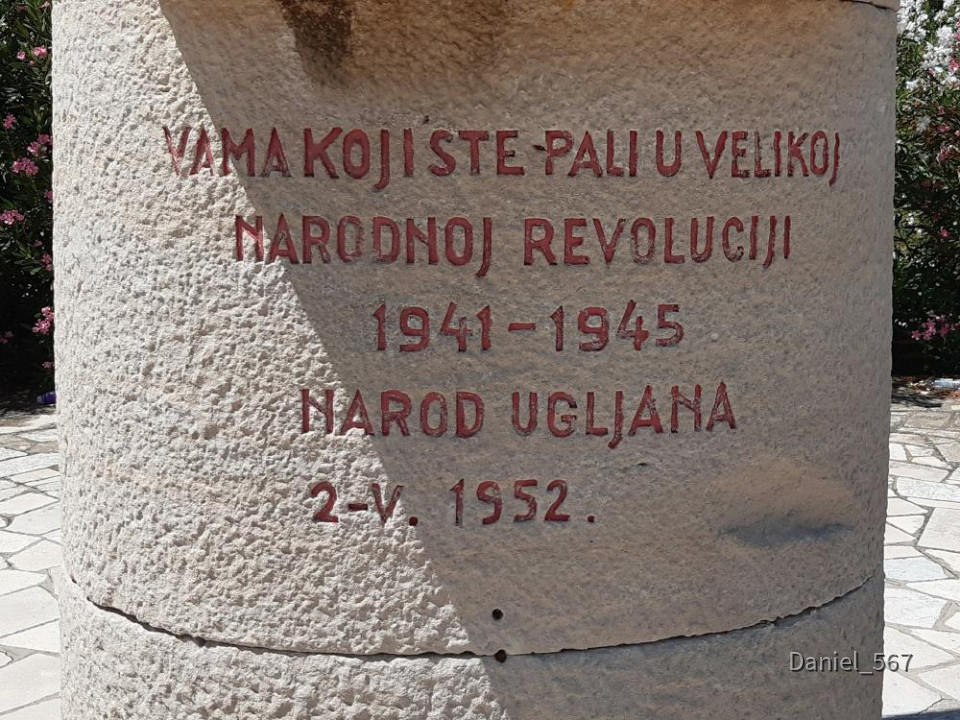 VAMA KOJI STE PALI U VELIKOJ
NARODNOJ REVOLUCIJI
1941-1945
NAROD UGLJANA
2-V. 1952.
Daniel_567